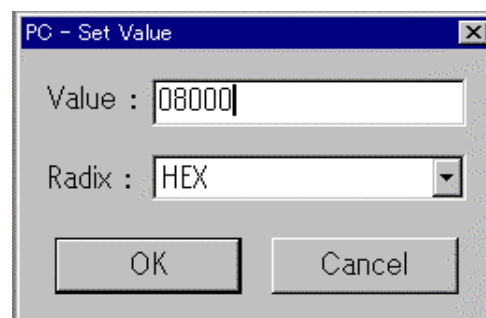 PC - Set Value
Value : 08000
Radix : HEX
OK Cancel